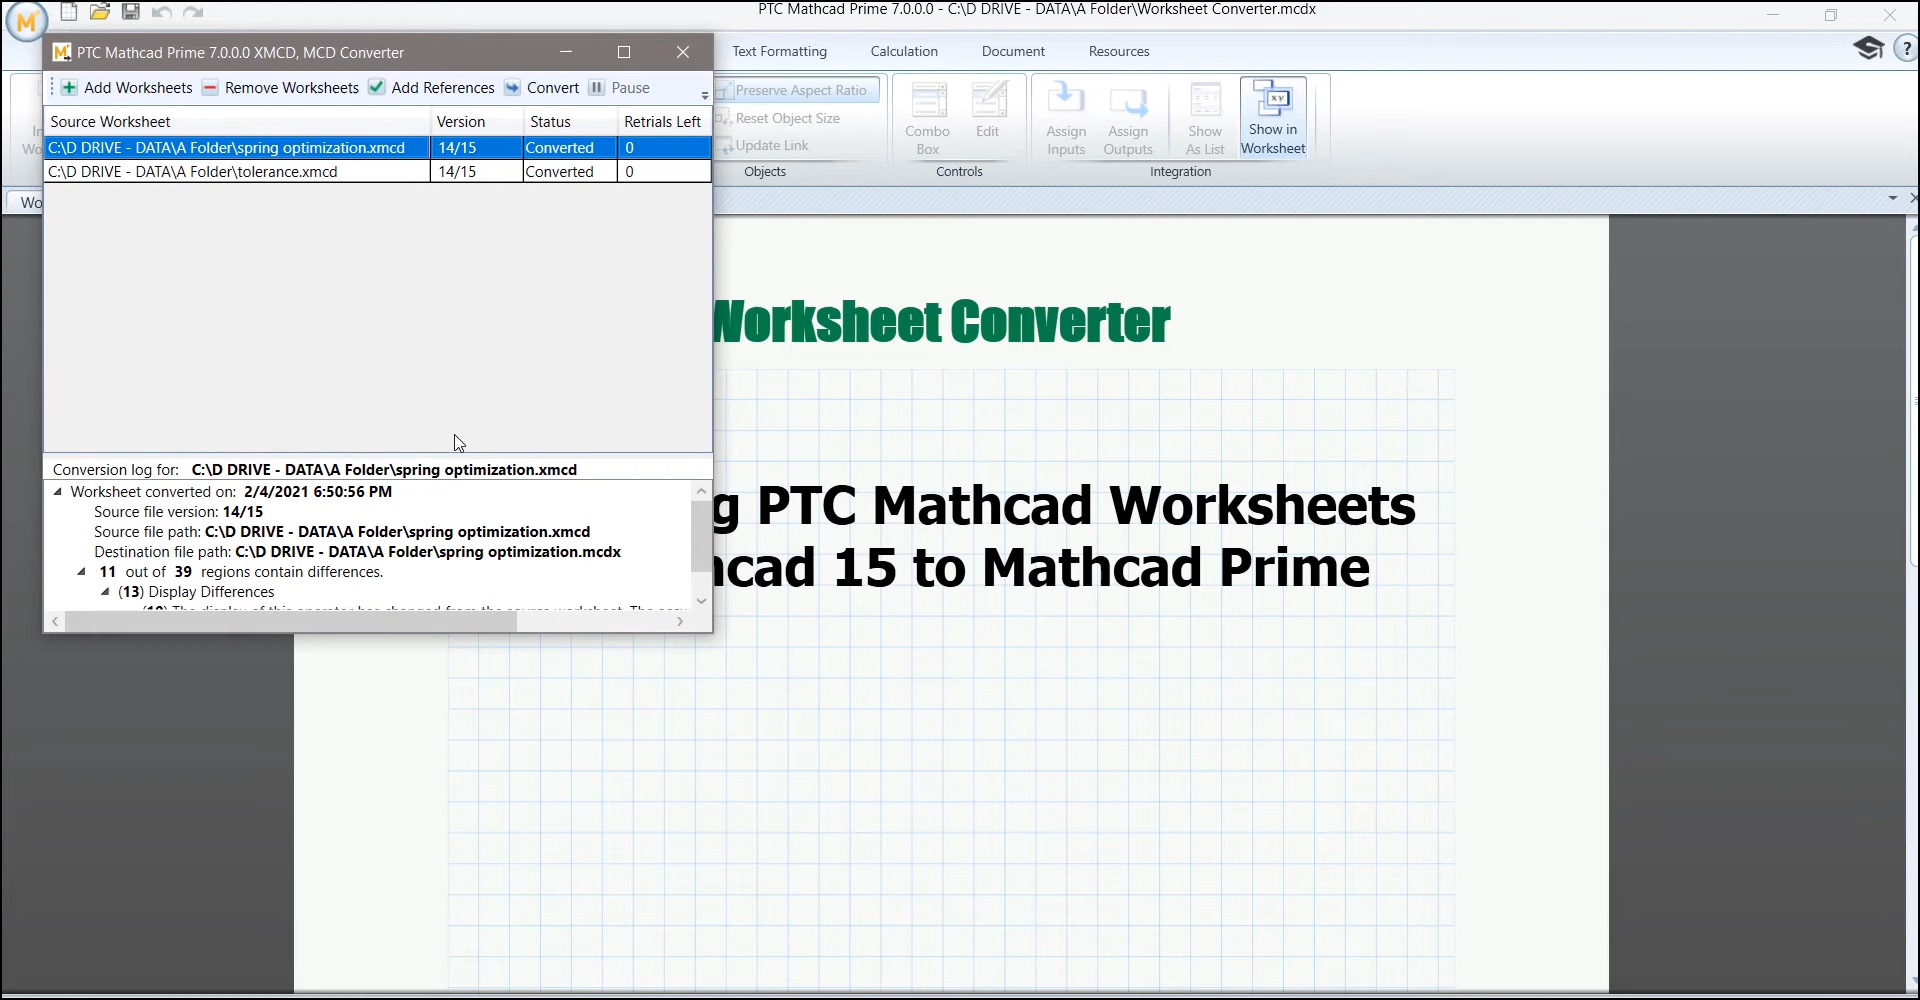 PTC Mathcad Prime 7.0.0.0 - C:\D DRIVE - DATA\A Folder\Worksheet Converter.mcdx
PTC Mathcad Prime 7.0.0.0 XMCD, MCD Converter
Text Formatting Calculation Document Resources
Add Worksheets Remove Worksheets Add References Convert Pause
Preserve Aspect Ratio
Reset Object Size
Update Link
Objects
Combo Box
Edit
Controls
Assign Inputs
Assign Outputs
Show As List
Show in Worksheet
Integration
Source Worksheet Version Status Retrials Left
C:\D DRIVE - DATA\A Folder\spring optimization.xmcd 14/15 Converted 0
C:\D DRIVE - DATA\A Folder\tolerance.xmcd 14/15 Converted 0
Wo
Worksheet Converter
g PTC Mathcad Worksheets
cad 15 to Mathcad Prime
Conversion log for: C:\D DRIVE - DATA\A Folder\spring optimization.xmcd
Worksheet converted on: 2/4/2021 6:50:56 PM
Source file version: 14/15
Source file path: C:\D DRIVE - DATA\A Folder\spring optimization.xmcd
Destination file path: C:\D DRIVE - DATA\A Folder\spring optimization.mcdx
11 out of 39 regions contain differences.
(13) Display Differences